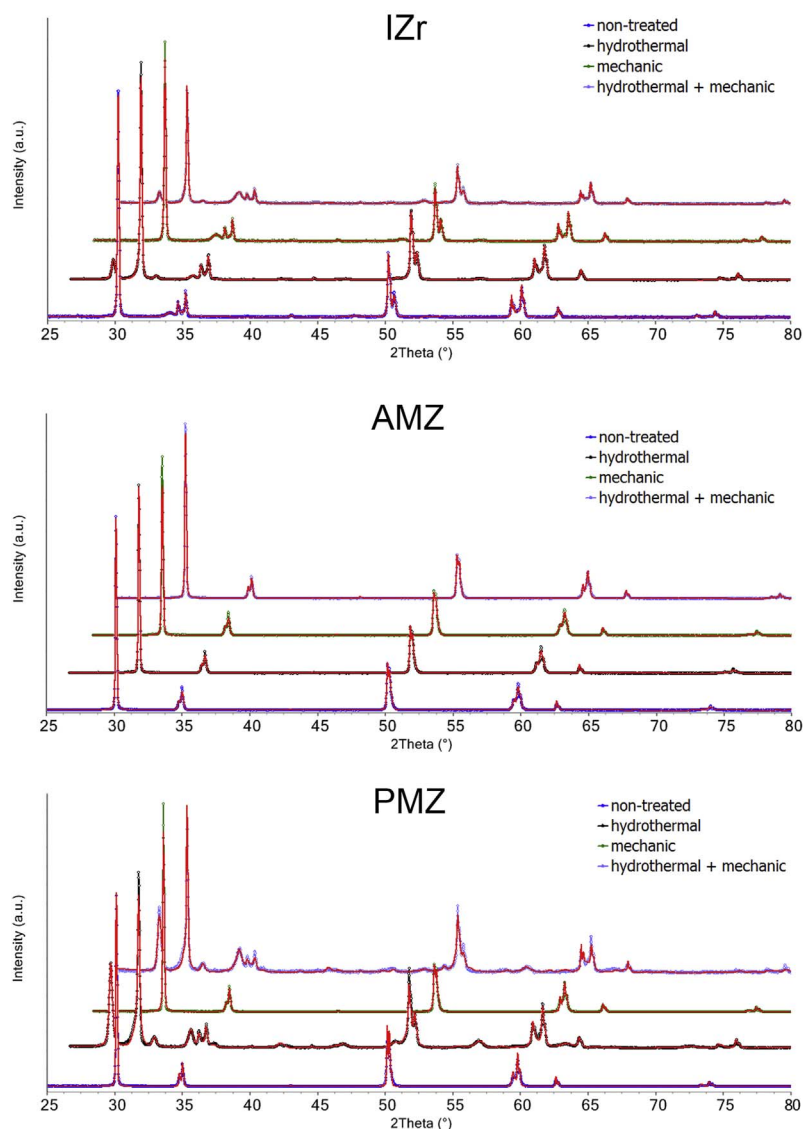 IZr
non-treated
hydrothermal
mechanic
hydrothermal + mechanic
Intensity (a.u.)
25 30 35 40 45 50 55 60 65 70 75 80
2Theta (°)
AMZ
non-treated
hydrothermal
mechanic
hydrothermal + mechanic
Intensity (a.u.)
25 30 35 40 45 50 55 60 65 70 75 80
2Theta (°)
PMZ
non-treated
hydrothermal
mechanic
hydrothermal + mechanic
Intensity (a.u.)
25 30 35 40 45 50 55 60 65 70 75 80
2Theta (°)